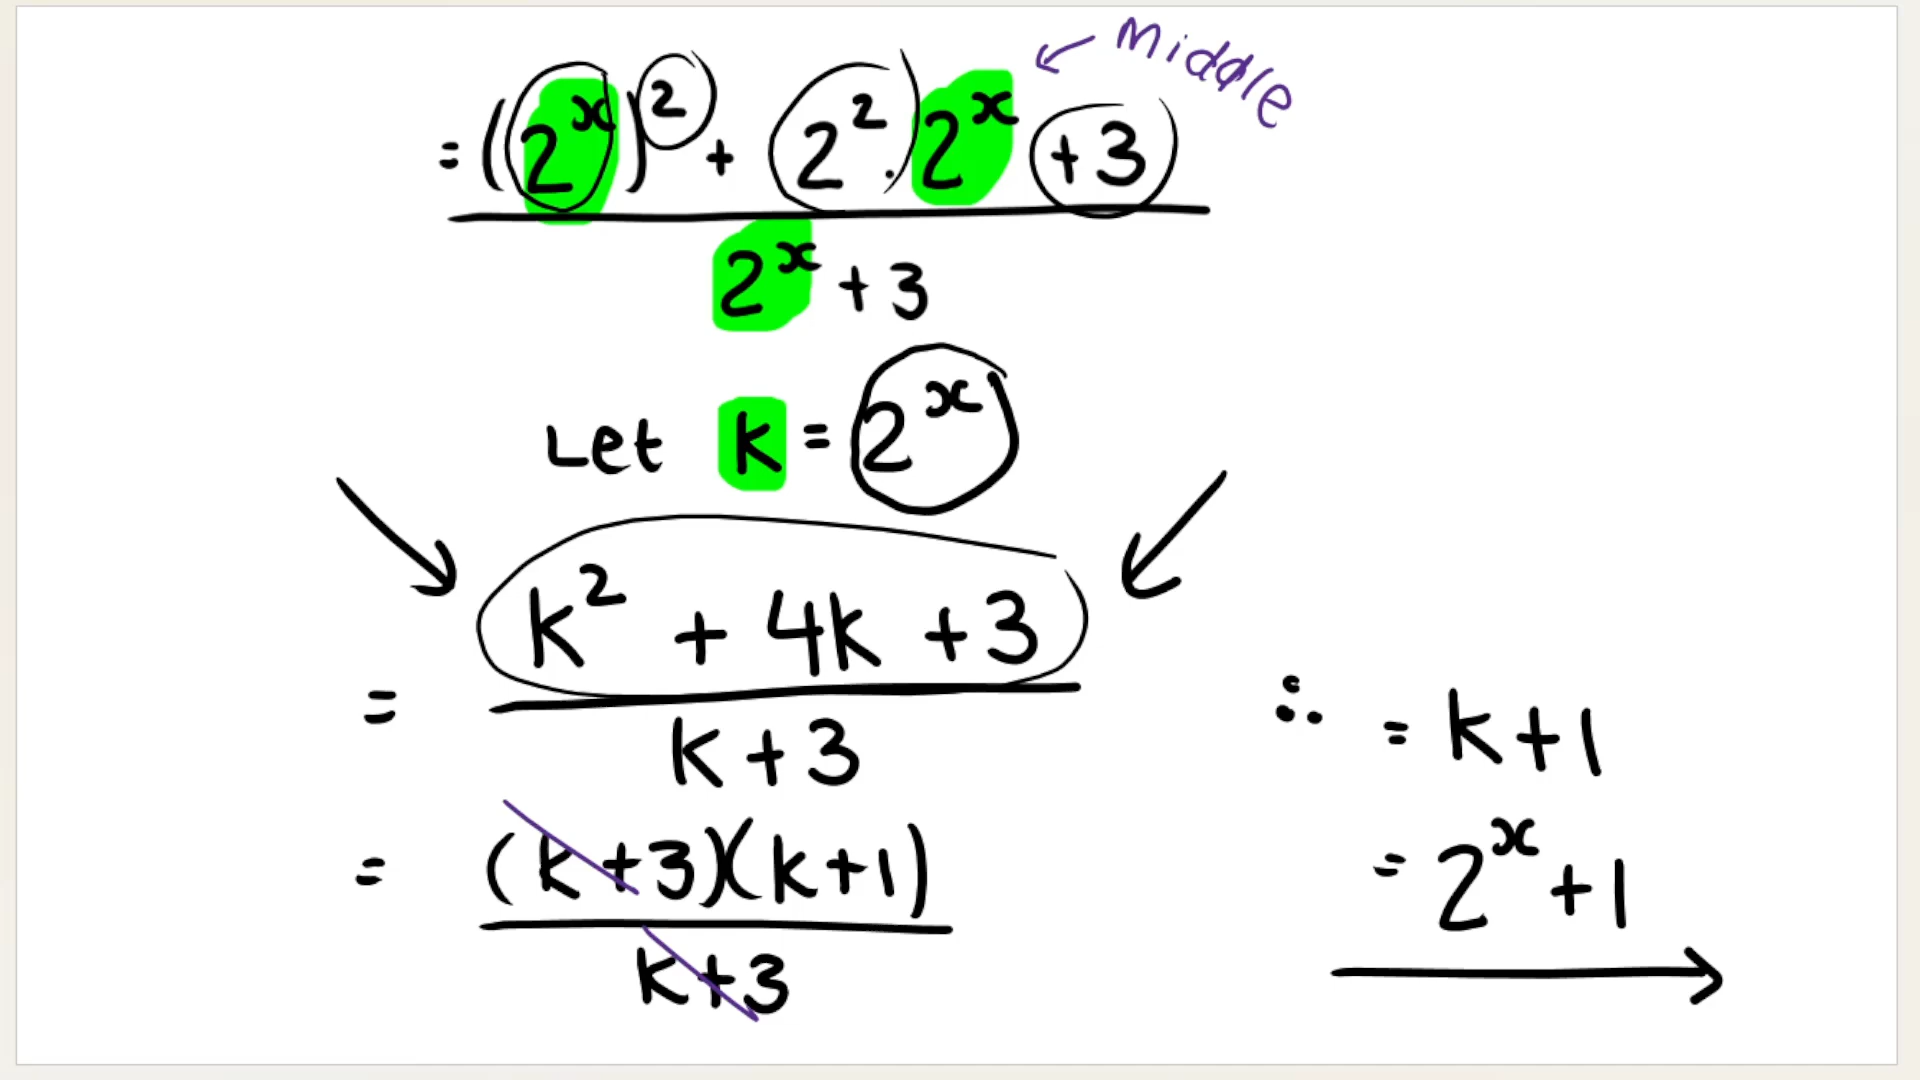 Middle
= (2^x)^2 + 2^2 . 2^x + 3
2^x + 3
Let k = 2^x
= k^2 + 4k + 3
k + 3
= (k + 3)(k + 1)
k + 3
∴ = k + 1
= 2^x + 1